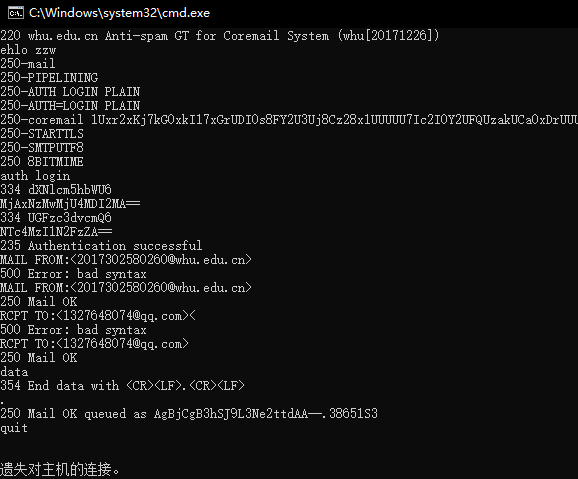 C:\Windows\system32\cmd.exe
220 whu.edu.cn Anti-spam GT for Coremail System (whu[20171226])
ehlo zzw
250-mail
250-PIPELINING
250-AUTH LOGIN PLAIN
250-AUTH=LOGIN PLAIN
250-coremail 1Uxr2xKj7kG0xkI17xGrUDI0s8FY2U3Uj8Cz28x1UUUUU7Ic2I0Y2UFQUzakUCa0xDrUUU
250-STARTTLS
250-SMTPUTF8
250 8BITMIME
auth login
334 dXNlcm5hbWU6
MjAxNzMwMjU4MDI2MA==
334 UGFzc3dvcmQ6
NTc4MzI1N2FzZA==
235 Authentication successful
MAIL FROM:<2017302580260@whu.edu.cn>
500 Error: bad syntax
MAIL FROM:<2017302580260@whu.edu.cn>
250 Mail OK
RCPT TO:<1327648074@qq.com><
500 Error: bad syntax
RCPT TO:<1327648074@qq.com>
250 Mail OK
data
354 End data with <CR><LF>.<CR><LF>
.
250 Mail OK queued as AgBjCgB3hSJ9L3Ne2ttdAA--.38651S3
quit
遗失对主机的连接。